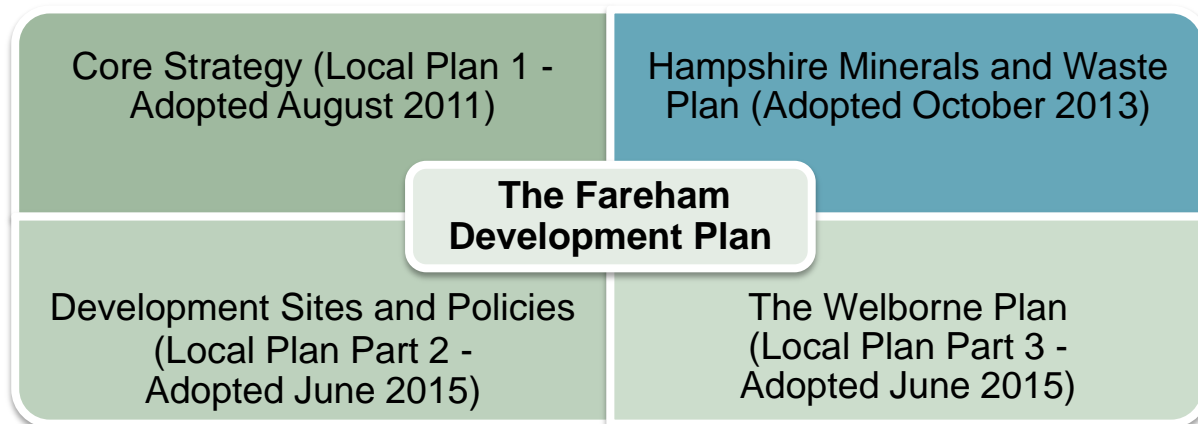 Core Strategy (Local Plan 1 -
Adopted August 2011)
Hampshire Minerals and Waste
Plan (Adopted October 2013)
The Fareham
Development Plan
Development Sites and Policies
(Local Plan Part 2 -
Adopted June 2015)
The Welborne Plan
(Local Plan Part 3 -
Adopted June 2015)